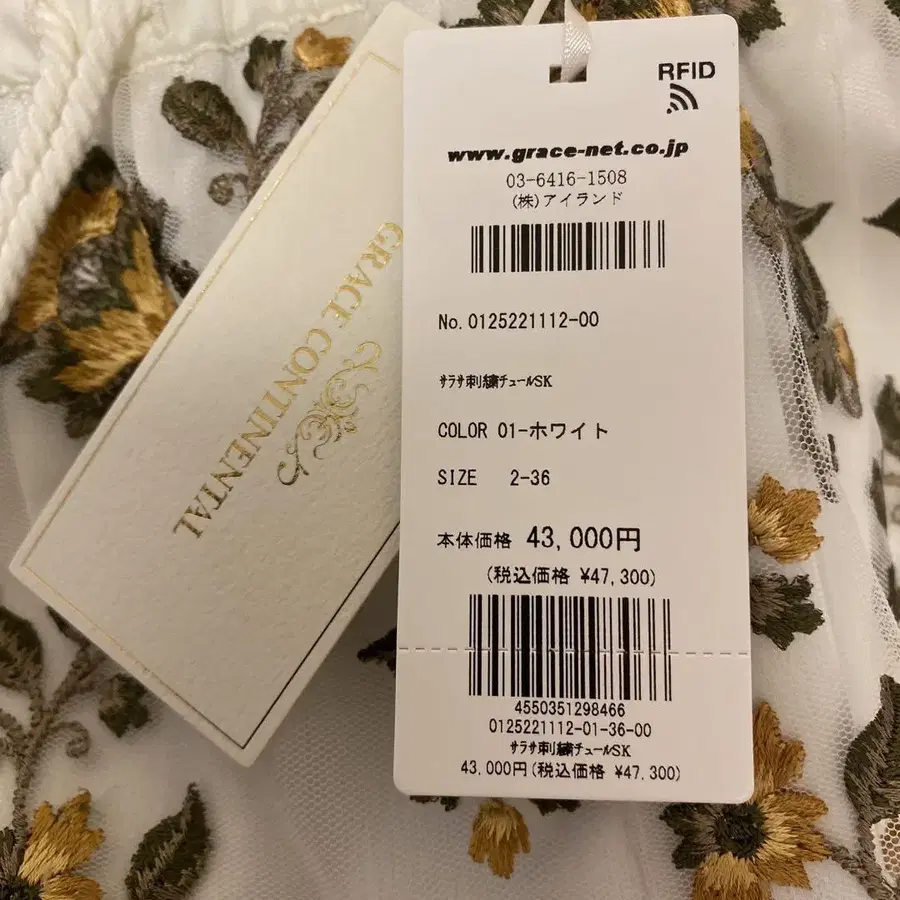 GRACE CONTINENTAL
RFID
www.grace-net.co.jp
03-6416-1508
(株)アイランド
No.0125221112-00
ｻﾗｻ刺繍ﾁｭｰﾙSK
COLOR 01-ホワイト
SIZE 2-36
本体価格 43,000円
(税込価格 ¥47,300)
4550351298466
0125221112-01-36-00
ｻﾗｻ刺繍ﾁｭｰﾙSK
43,000円(税込価格 ¥47,300)